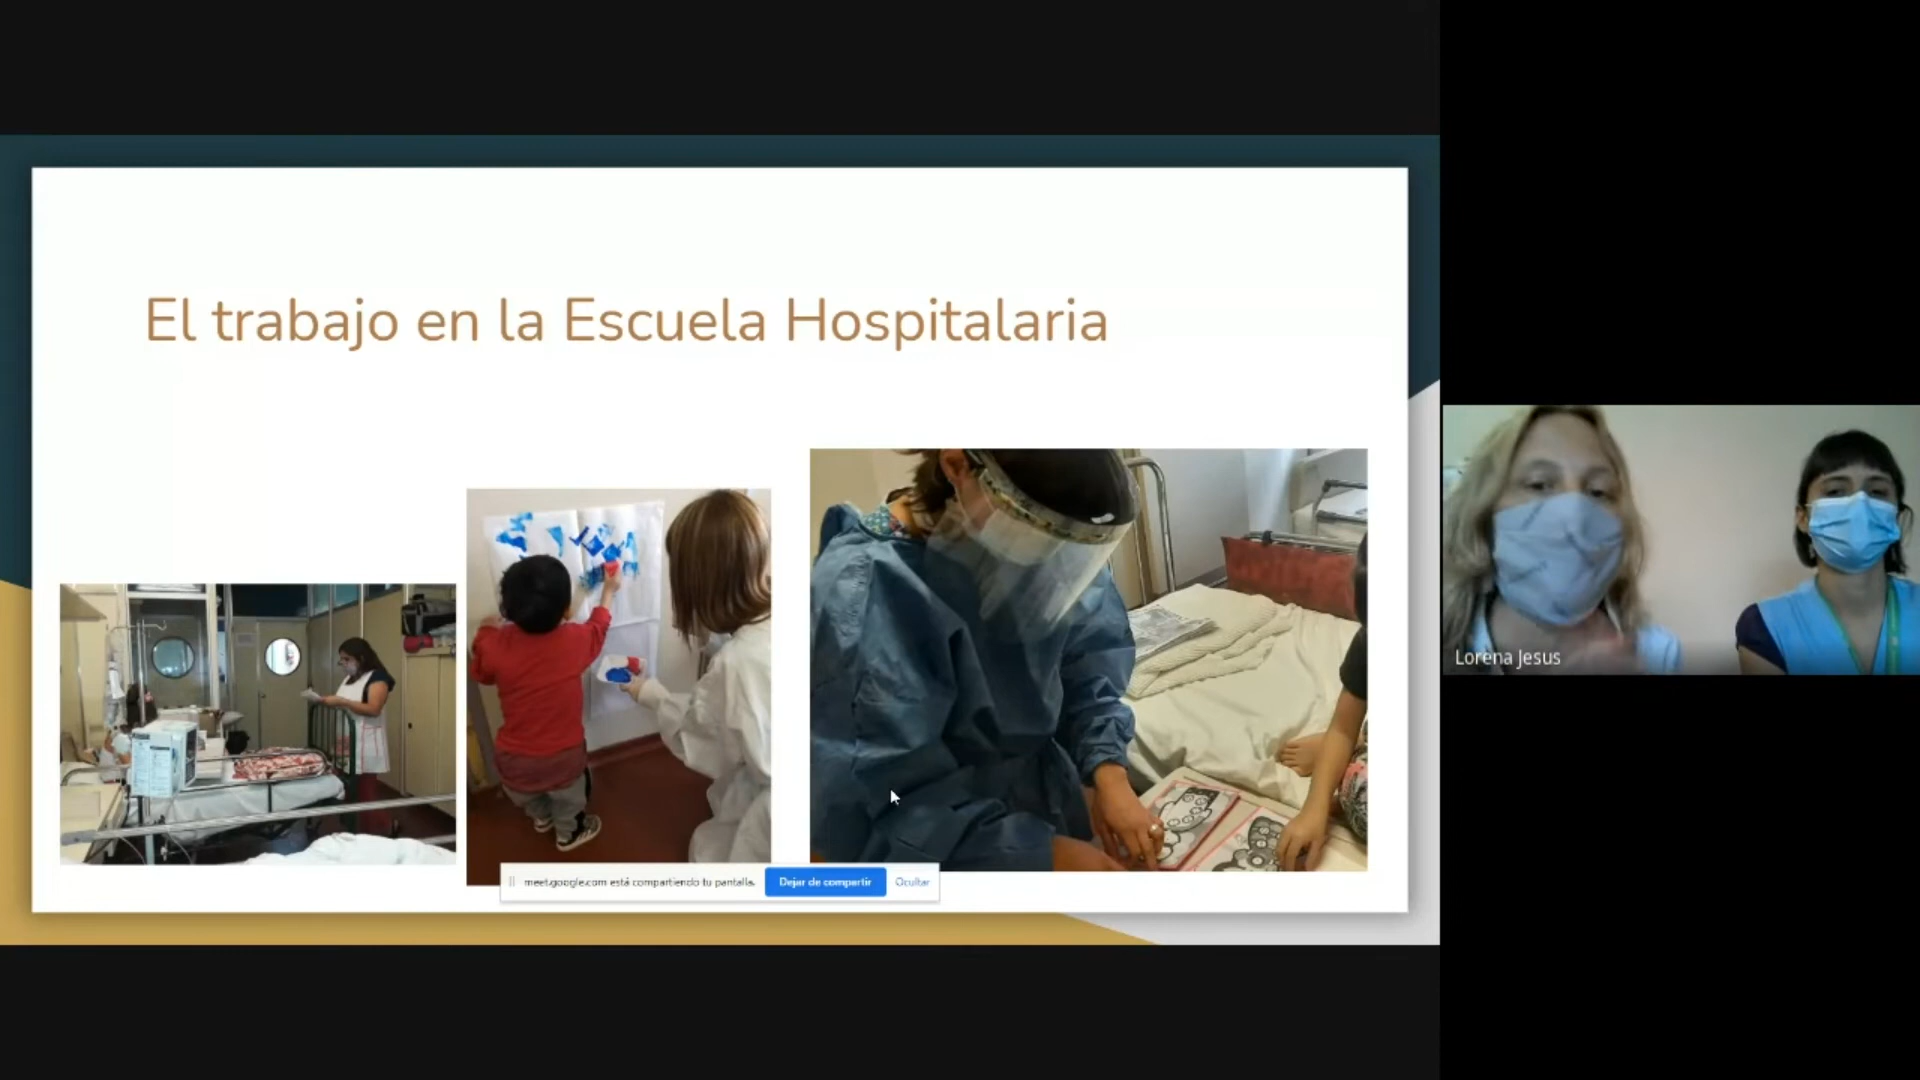 El trabajo en la Escuela Hospitalaria
meet.google.com está compartiendo tu pantalla.
Dejar de compartir
Ocultar
Lorena Jesus